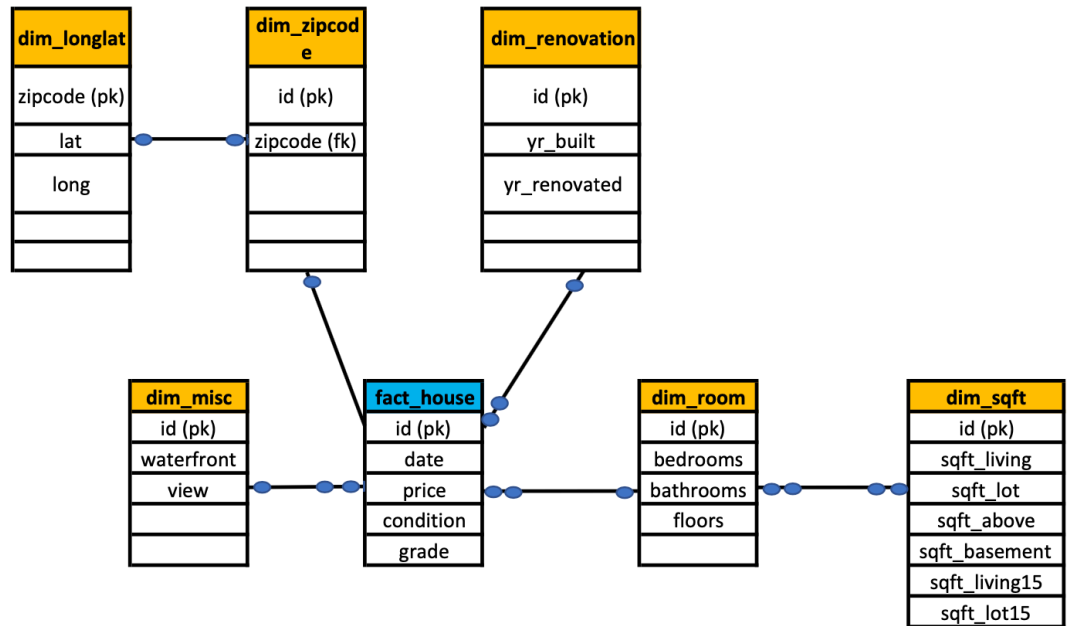 dim_longlat
zipcode (pk)
lat
long
dim_zipcod
e
id (pk)
zipcode (fk)
dim_renovation
id (pk)
yr_built
yr_renovated
dim_misc
id (pk)
waterfront
view
fact_house
id (pk)
date
price
condition
grade
dim_room
id (pk)
bedrooms
bathrooms
floors
dim_sqft
id (pk)
sqft_living
sqft_lot
sqft_above
sqft_basement
sqft_living15
sqft_lot15